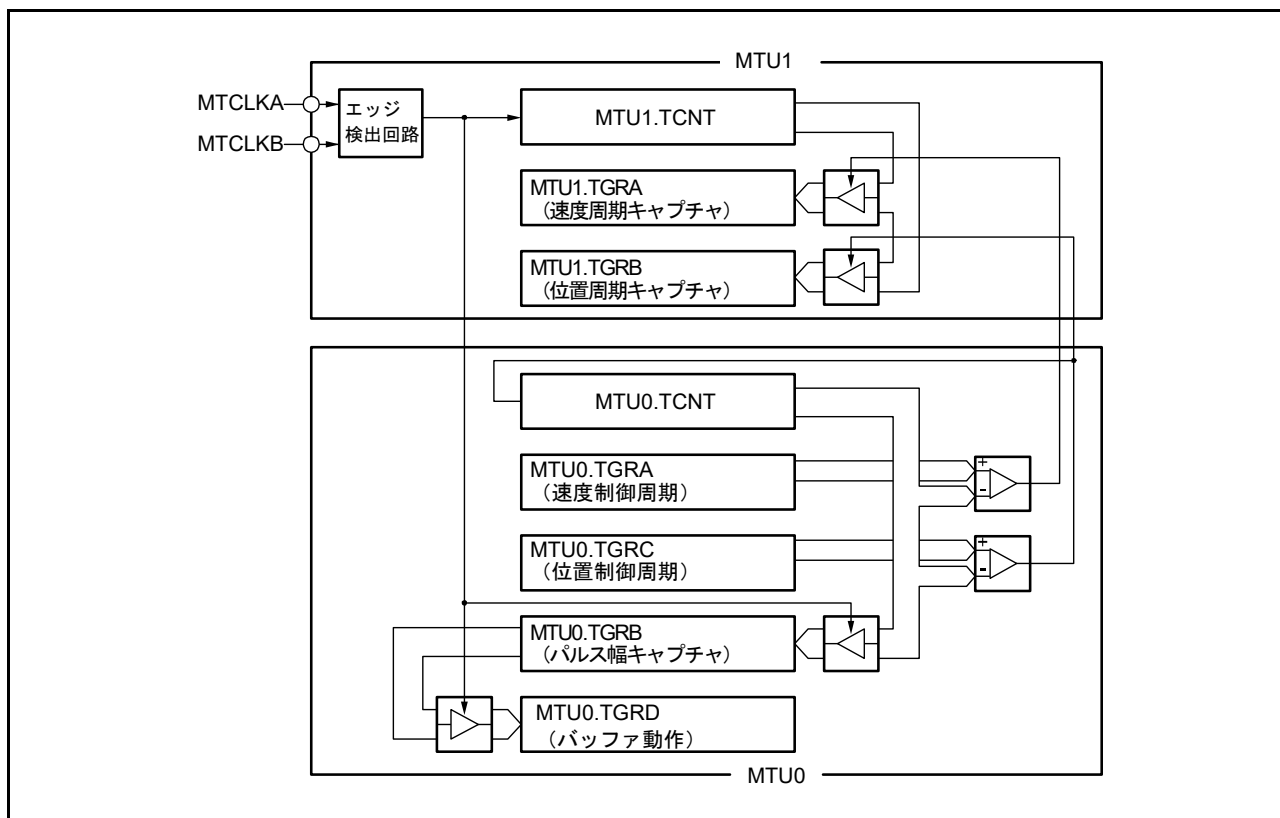 MTU1
MTCLKA
MTCLKB
エッジ
検出回路
MTU1.TCNT
MTU1.TGRA
（速度周期キャプチャ）
MTU1.TGRB
（位置周期キャプチャ）
MTU0.TCNT
MTU0.TGRA
（速度制御周期）
+
-
MTU0.TGRC
（位置制御周期）
+
-
MTU0.TGRB
（パルス幅キャプチャ）
MTU0.TGRD
（バッファ動作）
MTU0